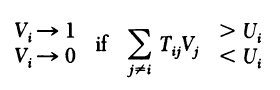 V_i → 1 if ∑_{j≠i} T_{ij}V_j > U_i
V_i → 0 < U_i